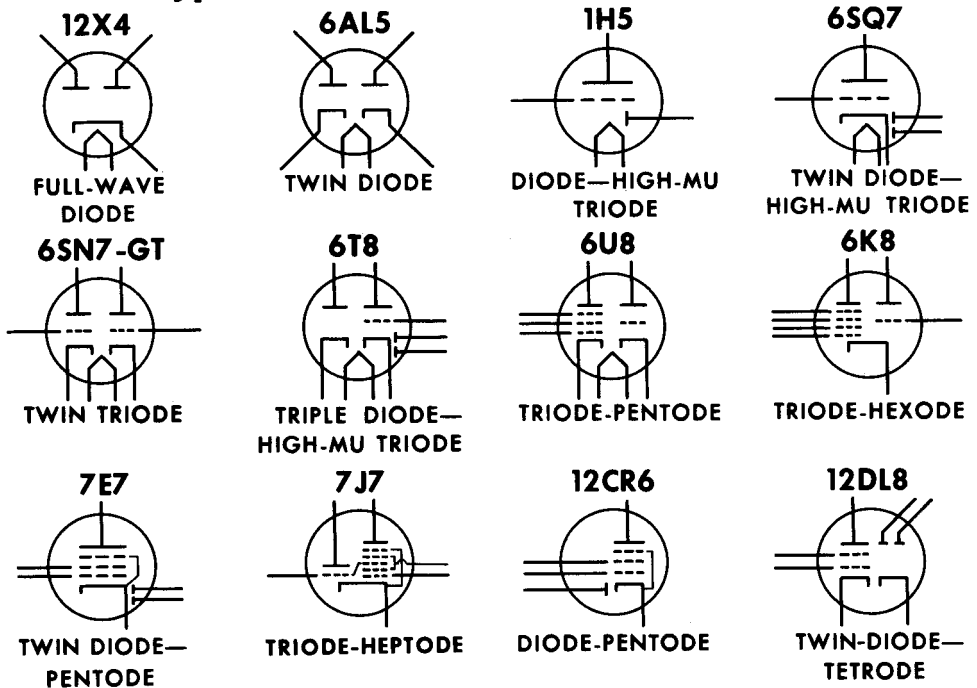 12X4
FULL-WAVE
DIODE
6AL5
TWIN DIODE
1H5
DIODE—HIGH-MU
TRIODE
6SQ7
TWIN DIODE—
HIGH-MU TRIODE
6SN7-GT
TWIN TRIODE
6T8
TRIPLE DIODE—
HIGH-MU TRIODE
6U8
TRIODE-PENTODE
6K8
TRIODE-HEXODE
7E7
TWIN DIODE—
PENTODE
7J7
TRIODE-HEPTODE
12CR6
DIODE-PENTODE
12DL8
TWIN-DIODE—
TETRODE